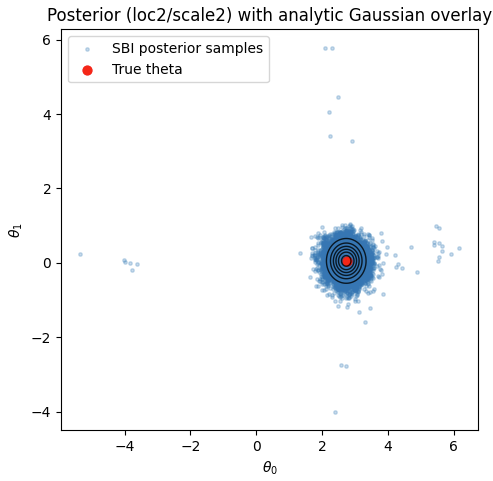 Posterior (loc2/scale2) with analytic Gaussian overlay
SBI posterior samples
True theta
6
4
2
0
−2
−4
θ₁
−4
−2
0
2
4
6
θ₀